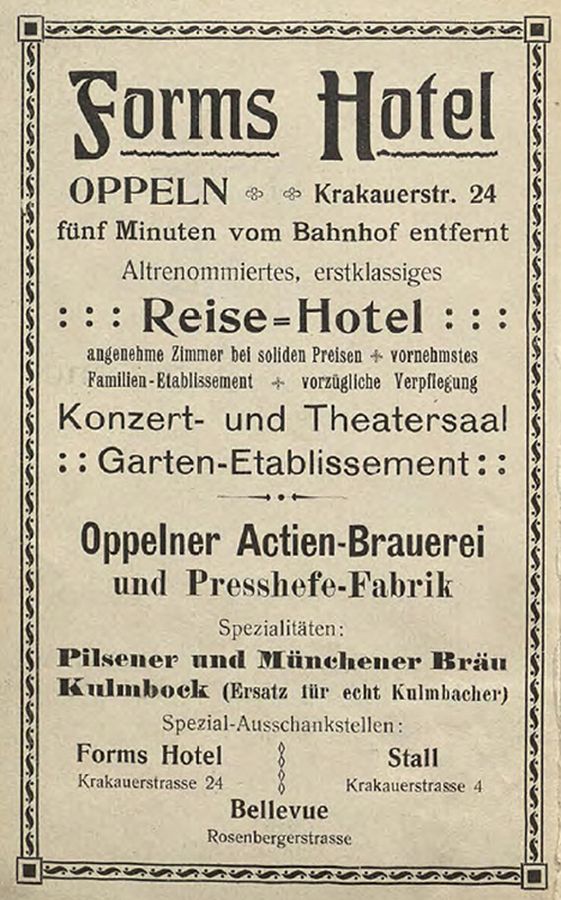 Forms Hotel
OPPELN Krakauerstr. 24
fünf Minuten vom Bahnhof entfernt
Altrenommiertes, erstklassiges
: : : Reise=Hotel : : :
angenehme Zimmer bei soliden Preisen + vornehmstes
Familien-Etablissement + vorzügliche Verpflegung
Konzert- und Theatersaal
: : Garten-Etablissement : :
Oppelner Actien-Brauerei
und Presshefe-Fabrik
Spezialitäten:
Pilsener und Münchener Bräu
Kulmbock (Ersatz für echt Kulmbacher)
Spezial-Ausschankstellen:
Forms Hotel
Krakauerstrasse 24
Stall
Krakauerstrasse 4
Bellevue
Rosenbergerstrasse